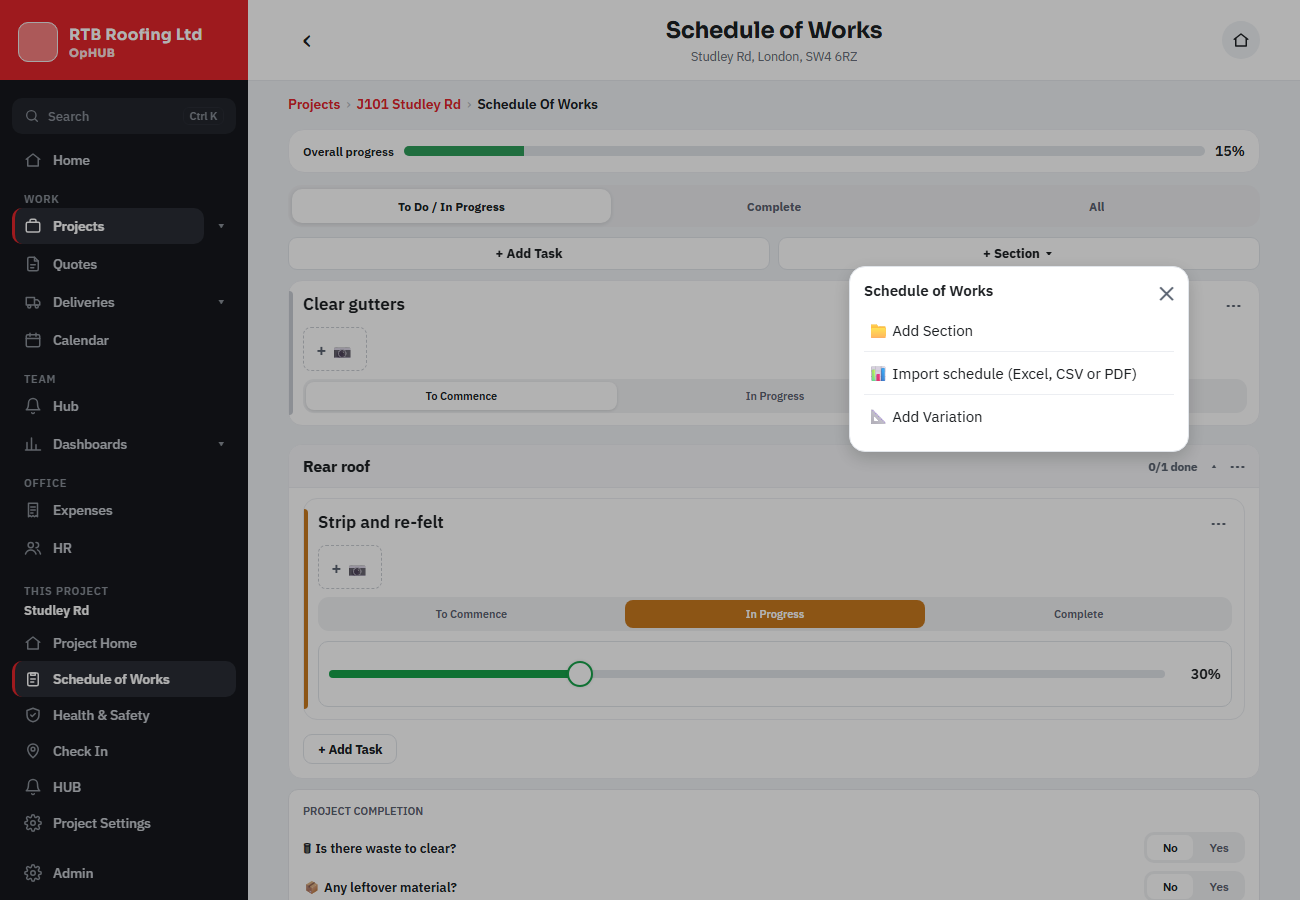 RTB Roofing Ltd
OpHUB
Search
Ctrl K
Home
WORK
Projects
Quotes
Deliveries
Calendar
TEAM
Hub
Dashboards
OFFICE
Expenses
HR
THIS PROJECT
Studley Rd
Project Home
Schedule of Works
Health & Safety
Check In
HUB
Project Settings
Admin
Schedule of Works
Studley Rd, London, SW4 6RZ
Projects › J101 Studley Rd › Schedule Of Works
Overall progress 15%
To Do / In Progress Complete All
+ Add Task + Section
Schedule of Works
Add Section
Import schedule (Excel, CSV or PDF)
Add Variation
Clear gutters
+
To Commence In Progress
Rear roof 0/1 done
Strip and re-felt
+
To Commence In Progress Complete
30%
+ Add Task
PROJECT COMPLETION
Is there waste to clear? No Yes
Any leftover material? No Yes